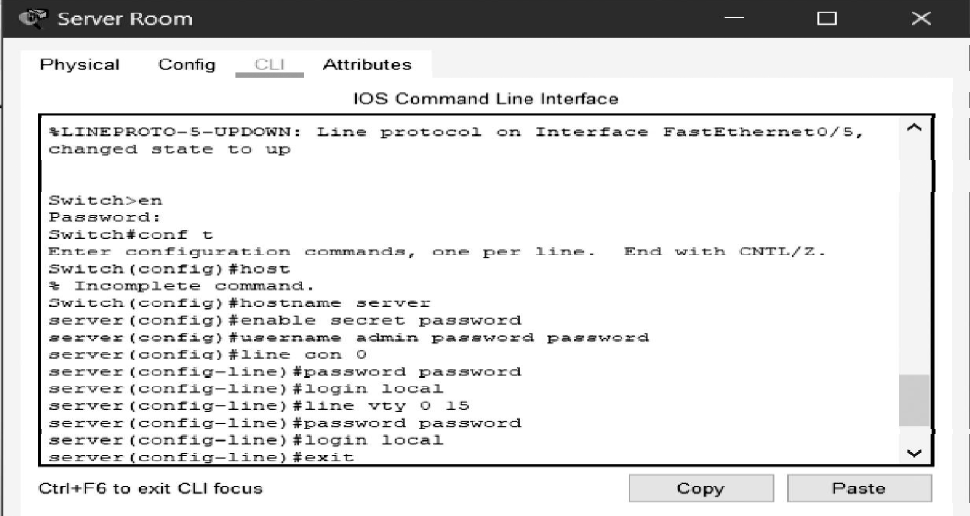 Server Room
Physical Config CLI Attributes
IOS Command Line Interface
%LINEPROTO-5-UPDOWN: Line protocol on Interface FastEthernet0/5,
changed state to up
Switch>en
Password:
Switch#conf t
Enter configuration commands, one per line. End with CNTL/Z.
Switch(config)#host
% Incomplete command.
Switch(config)#hostname server
server(config)#enable secret password
server(config)#username admin password password
server(config)#line con 0
server(config-line)#password password
server(config-line)#login local
server(config-line)#line vty 0 15
server(config-line)#password password
server(config-line)#login local
server(config-line)#exit
Ctrl+F6 to exit CLI focus
Copy Paste